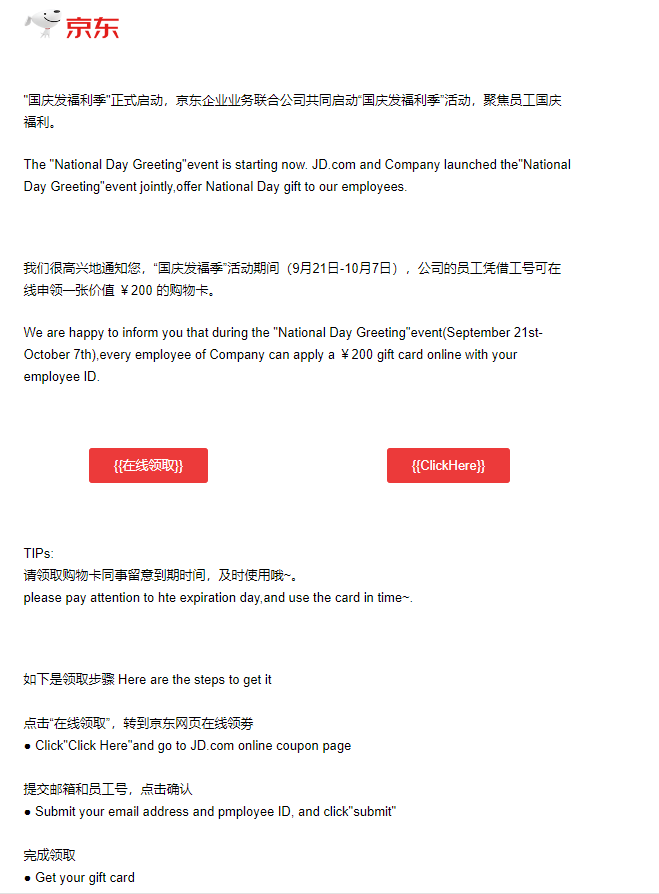 京东
"国庆发福利季"正式启动，京东企业业务联合公司共同启动“国庆发福利季”活动，聚焦员工国庆
福利。
The "National Day Greeting"event is starting now. JD.com and Company launched the"National
Day Greeting"event jointly,offer National Day gift to our employees.
我们很高兴地通知您，“国庆发福季”活动期间（9月21日-10月7日），公司的员工凭借工号可在
线申领一张价值 ￥200 的购物卡。
We are happy to inform you that during the "National Day Greeting"event(September 21st-
October 7th),every employee of Company can apply a ￥200 gift card online with your
employee ID.
{{在线领取}} {{ClickHere}}
TIPs:
请领取购物卡同事留意到期时间，及时使用哦~。
please pay attention to hte expiration day,and use the card in time~.
如下是领取步骤 Here are the steps to get it
点击“在线领取”，转到京东网页在线领劵
● Click"Click Here"and go to JD.com online coupon page
提交邮箱和员工号，点击确认
● Submit your email address and pmployee ID, and click"submit"
完成领取
● Get your gift card